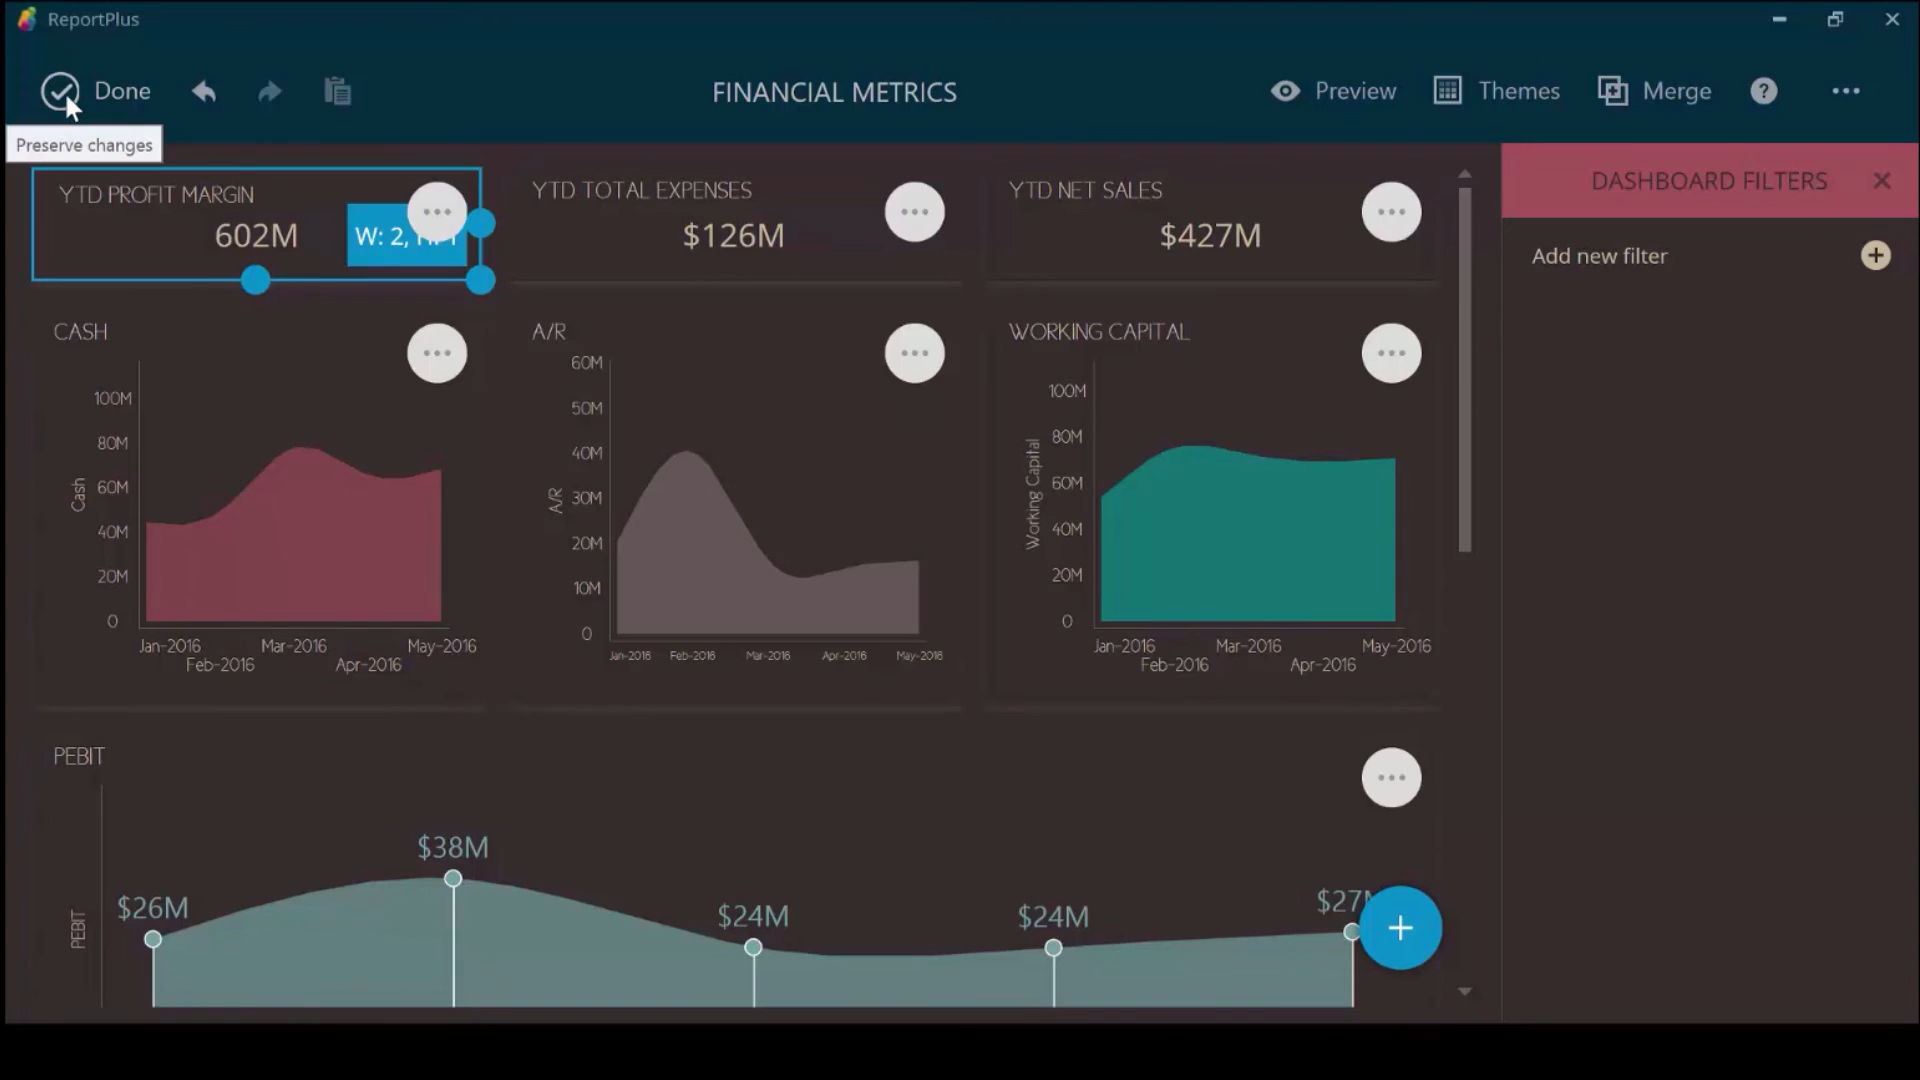 ReportPlus
Done
FINANCIAL METRICS
Preview
Themes
Merge
?
Preserve changes
YTD PROFIT MARGIN
602M
W: 2,
YTD TOTAL EXPENSES
$126M
YTD NET SALES
$427M
DASHBOARD FILTERS
Add new filter
CASH
Cash
100M
80M
60M
40M
20M
0
Jan-2016
Feb-2016
Mar-2016
Apr-2016
May-2016
A/R
A/R
60M
50M
40M
30M
20M
10M
0
Jan-2016
Feb-2016
Mar-2016
Apr-2016
May-2016
WORKING CAPITAL
Working Capital
100M
80M
60M
40M
20M
0
Jan-2016
Feb-2016
Mar-2016
Apr-2016
May-2016
PEBIT
PEBIT
$26M
$38M
$24M
$24M
$27M